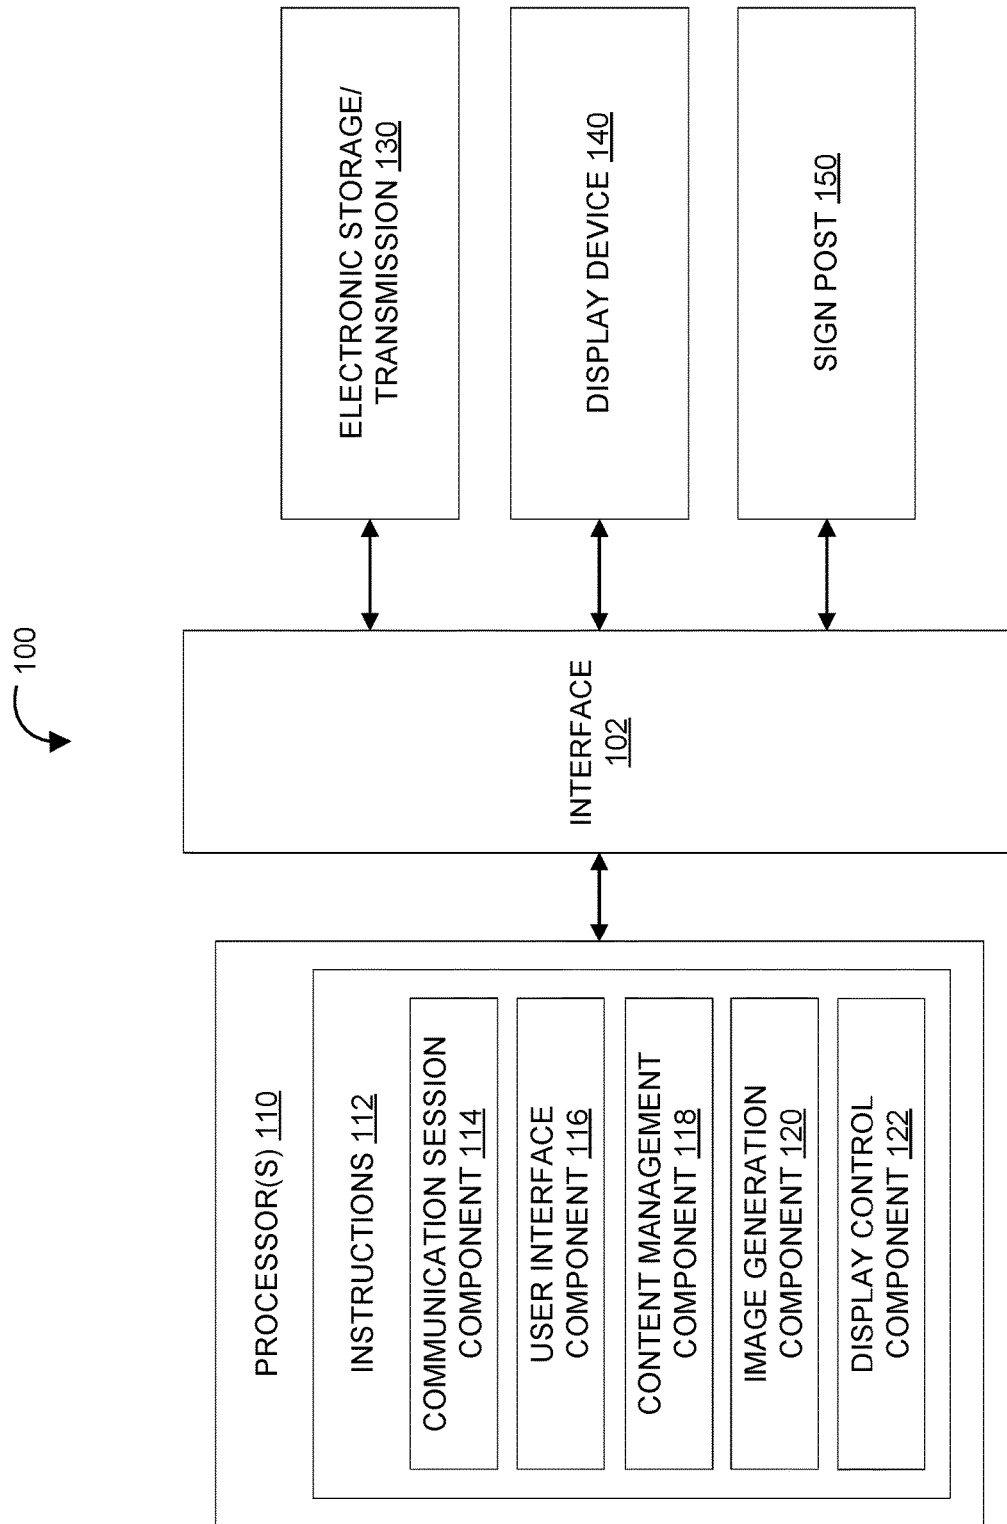 100
PROCESSOR(S) 110
INSTRUCTIONS 112
COMMUNICATION SESSION
COMPONENT 114
USER INTERFACE
COMPONENT 116
CONTENT MANAGEMENT
COMPONENT 118
IMAGE GENERATION
COMPONENT 120
DISPLAY CONTROL
COMPONENT 122
INTERFACE
102
ELECTRONIC STORAGE/
TRANSMISSION 130
DISPLAY DEVICE 140
SIGN POST 150